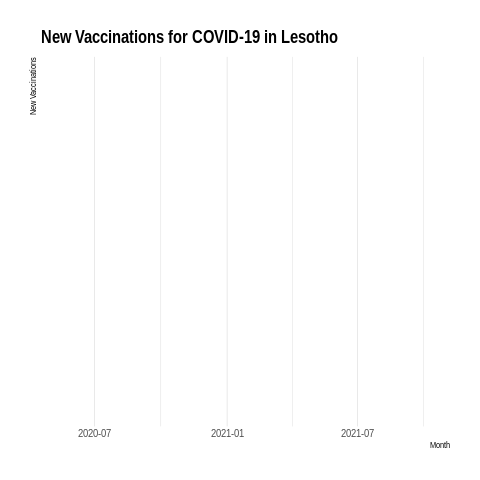 New Vaccinations for COVID-19 in Lesotho
New Vaccinations
2020-07
2021-01
2021-07
Month